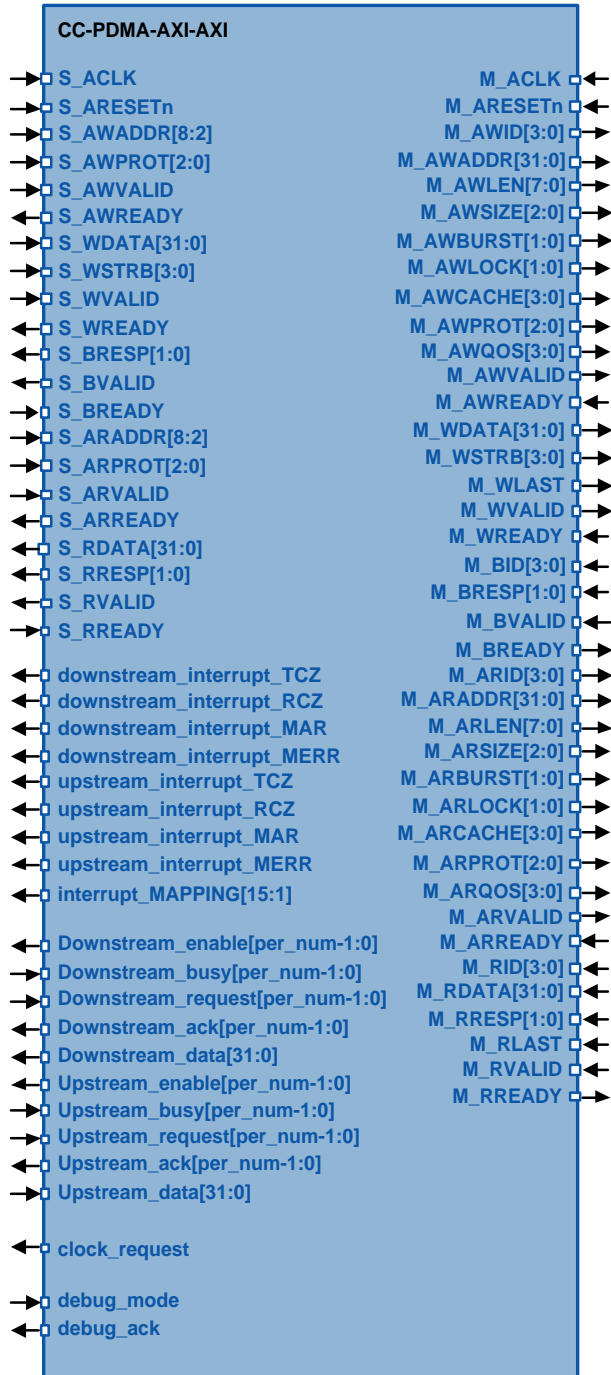 CC-PDMA-AXI-AXI
S_ACLK
S_ARESETn
S_AWADDR[8:2]
S_AWPROT[2:0]
S_AWVALID
S_AWREADY
S_WDATA[31:0]
S_WSTRB[3:0]
S_WVALID
S_WREADY
S_BRESP[1:0]
S_BVALID
S_BREADY
S_ARADDR[8:2]
S_ARPROT[2:0]
S_ARVALID
S_ARREADY
S_RDATA[31:0]
S_RRESP[1:0]
S_RVALID
S_RREADY
downstream_interrupt_TCZ
downstream_interrupt_RCZ
downstream_interrupt_MAR
downstream_interrupt_MERR
upstream_interrupt_TCZ
upstream_interrupt_RCZ
upstream_interrupt_MAR
upstream_interrupt_MERR
interrupt_MAPPING[15:1]
Downstream_enable[per_num-1:0]
Downstream_busy[per_num-1:0]
Downstream_request[per_num-1:0]
Downstream_ack[per_num-1:0]
Downstream_data[31:0]
Upstream_enable[per_num-1:0]
Upstream_busy[per_num-1:0]
Upstream_request[per_num-1:0]
Upstream_ack[per_num-1:0]
Upstream_data[31:0]
clock_request
debug_mode
debug_ack
M_ACLK
M_ARESETn
M_AWID[3:0]
M_AWADDR[31:0]
M_AWLEN[7:0]
M_AWSIZE[2:0]
M_AWBURST[1:0]
M_AWLOCK[1:0]
M_AWCACHE[3:0]
M_AWPROT[2:0]
M_AWQOS[3:0]
M_AWVALID
M_AWREADY
M_WDATA[31:0]
M_WSTRB[3:0]
M_WLAST
M_WVALID
M_WREADY
M_BID[3:0]
M_BRESP[1:0]
M_BVALID
M_BREADY
M_ARID[3:0]
M_ARADDR[31:0]
M_ARLEN[7:0]
M_ARSIZE[2:0]
M_ARBURST[1:0]
M_ARLOCK[1:0]
M_ARCACHE[3:0]
M_ARPROT[2:0]
M_ARQOS[3:0]
M_ARVALID
M_ARREADY
M_RID[3:0]
M_RDATA[31:0]
M_RRESP[1:0]
M_RLAST
M_RVALID
M_RREADY